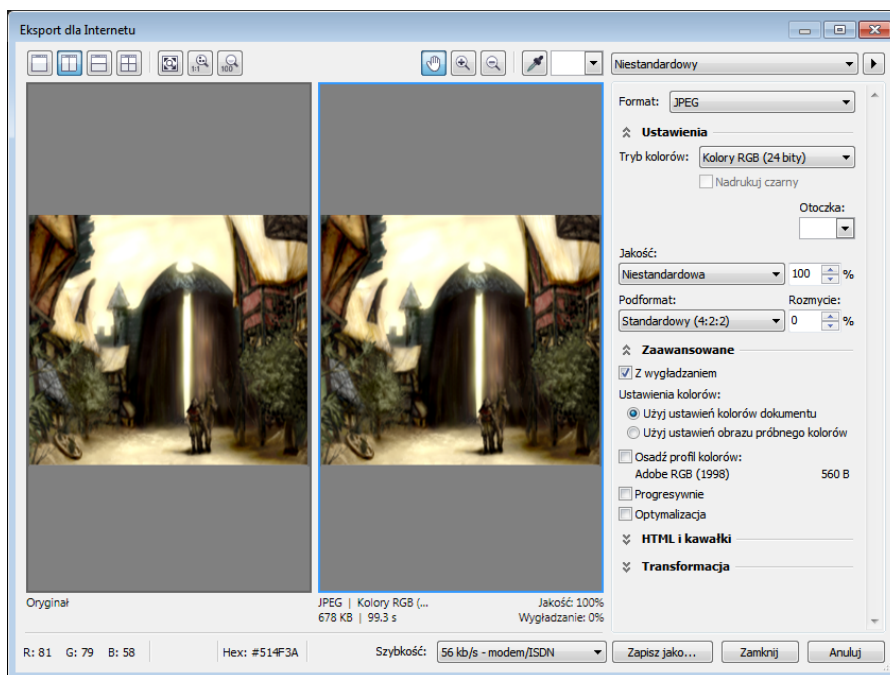 Eksport dla Internetu
1:1
100
Niestandardowy
Format: JPEG
Ustawienia
Tryb kolorów: Kolory RGB (24 bity)
Nadrukuj czarny
Otoczka:
Jakość:
Niestandardowa 100 %
Podformat: Rozmycie:
Standardowy (4:2:2) 0 %
Zaawansowane
Z wygładzaniem
Ustawienia kolorów:
Użyj ustawień kolorów dokumentu
Użyj ustawień obrazu próbnego kolorów
Osadź profil kolorów:
Adobe RGB (1998) 560 B
Progresywnie
Optymalizacja
HTML i kawałki
Transformacja
Oryginał
JPEG | Kolory RGB (... Jakość: 100%
678 KB | 99.3 s Wygładzanie: 0%
R: 81 G: 79 B: 58 Hex: #514F3A Szybkość: 56 kb/s - modem/ISDN Zapisz jako... Zamknij Anuluj